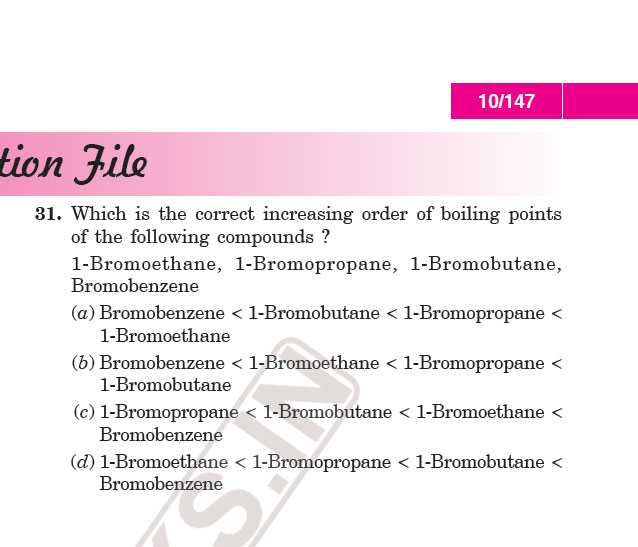 10/147
tion File
31. Which is the correct increasing order of boiling points
of the following compounds ?
1-Bromoethane, 1-Bromopropane, 1-Bromobutane,
Bromobenzene
(a) Bromobenzene < 1-Bromobutane < 1-Bromopropane <
1-Bromoethane
(b) Bromobenzene < 1-Bromoethane < 1-Bromopropane <
1-Bromobutane
(c) 1-Bromopropane < 1-Bromobutane < 1-Bromoethane <
Bromobenzene
(d) 1-Bromoethane < 1-Bromopropane < 1-Bromobutane <
Bromobenzene
KS.IN